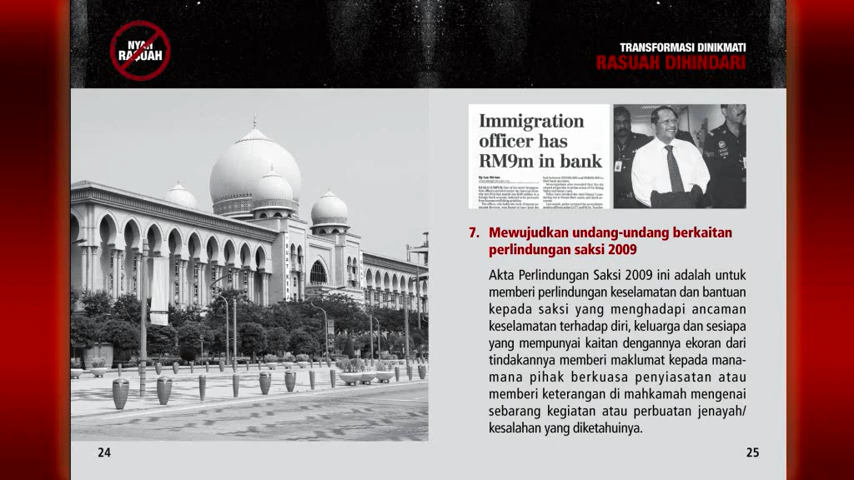 NYAH
RASUAH
TRANSFORMASI DINIKMATI
RASUAH DIHINDARI
Immigration
officer has
RM9m in bank
7. Mewujudkan undang-undang berkaitan
perlindungan saksi 2009
Akta Perlindungan Saksi 2009 ini adalah untuk
memberi perlindungan keselamatan dan bantuan
kepada saksi yang menghadapi ancaman
keselamatan terhadap diri, keluarga dan sesiapa
yang mempunyai kaitan dengannya ekoran dari
tindakannya memberi maklumat kepada mana-
mana pihak berkuasa penyiasatan atau
memberi keterangan di mahkamah mengenai
sebarang kegiatan atau perbuatan jenayah/
kesalahan yang diketahuinya.
24
25